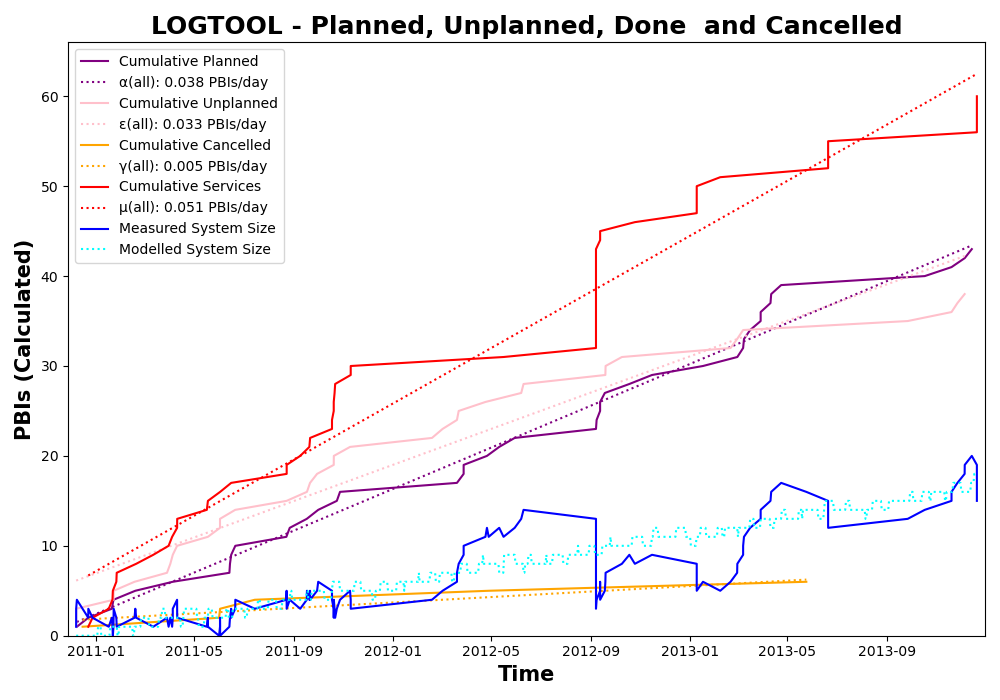 LOGTOOL - Planned, Unplanned, Done  and Cancelled
Cumulative Planned
α(all): 0.038 PBIs/day
Cumulative Unplanned
ε(all): 0.033 PBIs/day
Cumulative Cancelled
γ(all): 0.005 PBIs/day
Cumulative Services
μ(all): 0.051 PBIs/day
Measured System Size
Modelled System Size
PBIs (Calculated)
60
50
40
30
20
10
0
2011-01 2011-05 2011-09 2012-01 2012-05 2012-09 2013-01 2013-05 2013-09
Time